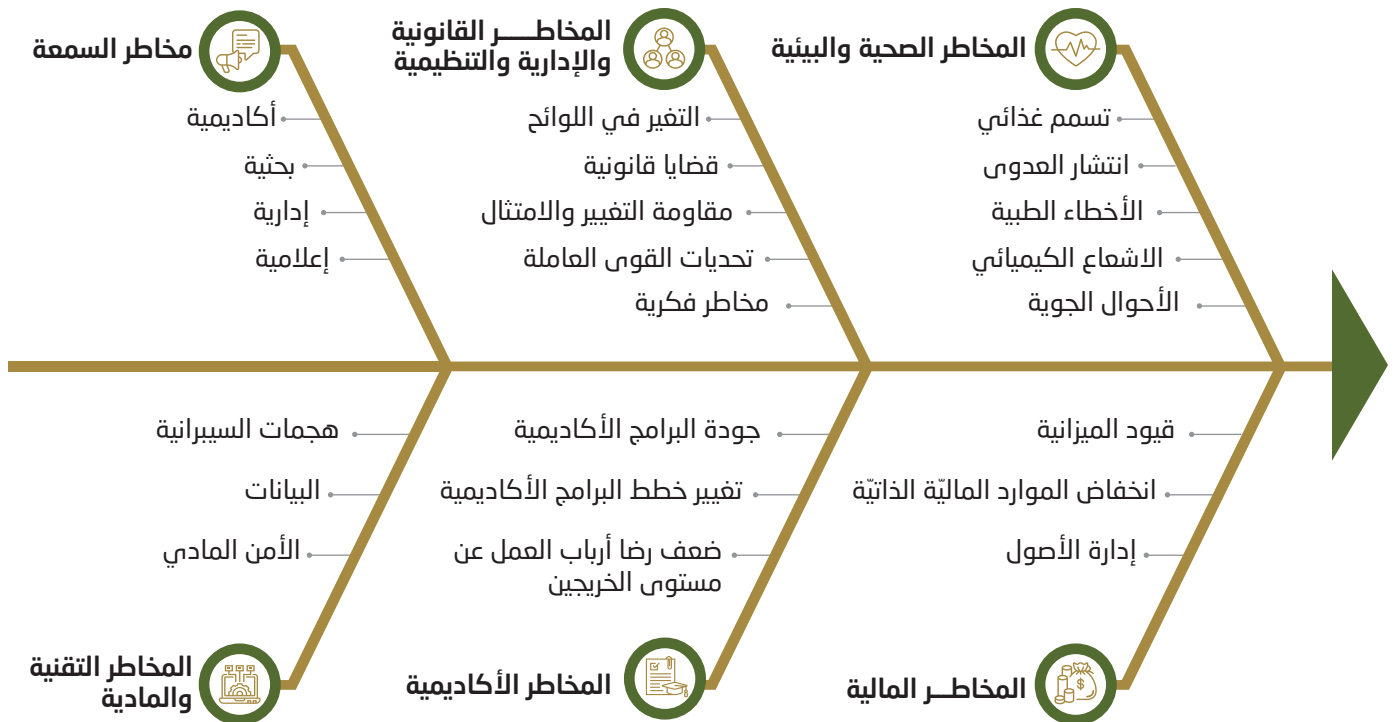 المخاطر الصحية والبيئية
تسمم غذائي
انتشار العدوى
الأخطاء الطبية
الاشعاع الكيميائي
الأحوال الجوية
المخاطر القانونية
والإدارية والتنظيمية
التغير في اللوائح
قضايا قانونية
مقاومة التغيير والامتثال
تحديات القوى العاملة
مخاطر فكرية
مخاطر السمعة
أكاديمية
بحثية
إدارية
إعلامية
قيود الميزانية
انخفاض الموارد الماليّة الذاتيّة
إدارة الأصول
المخاطر المالية
جودة البرامج الأكاديمية
تغيير خطط البرامج الأكاديمية
ضعف رضا أرباب العمل عن
مستوى الخريجين
المخاطر الأكاديمية
هجمات السيبرانية
البيانات
الأمن المادي
المخاطر التقنية
والمادية
$